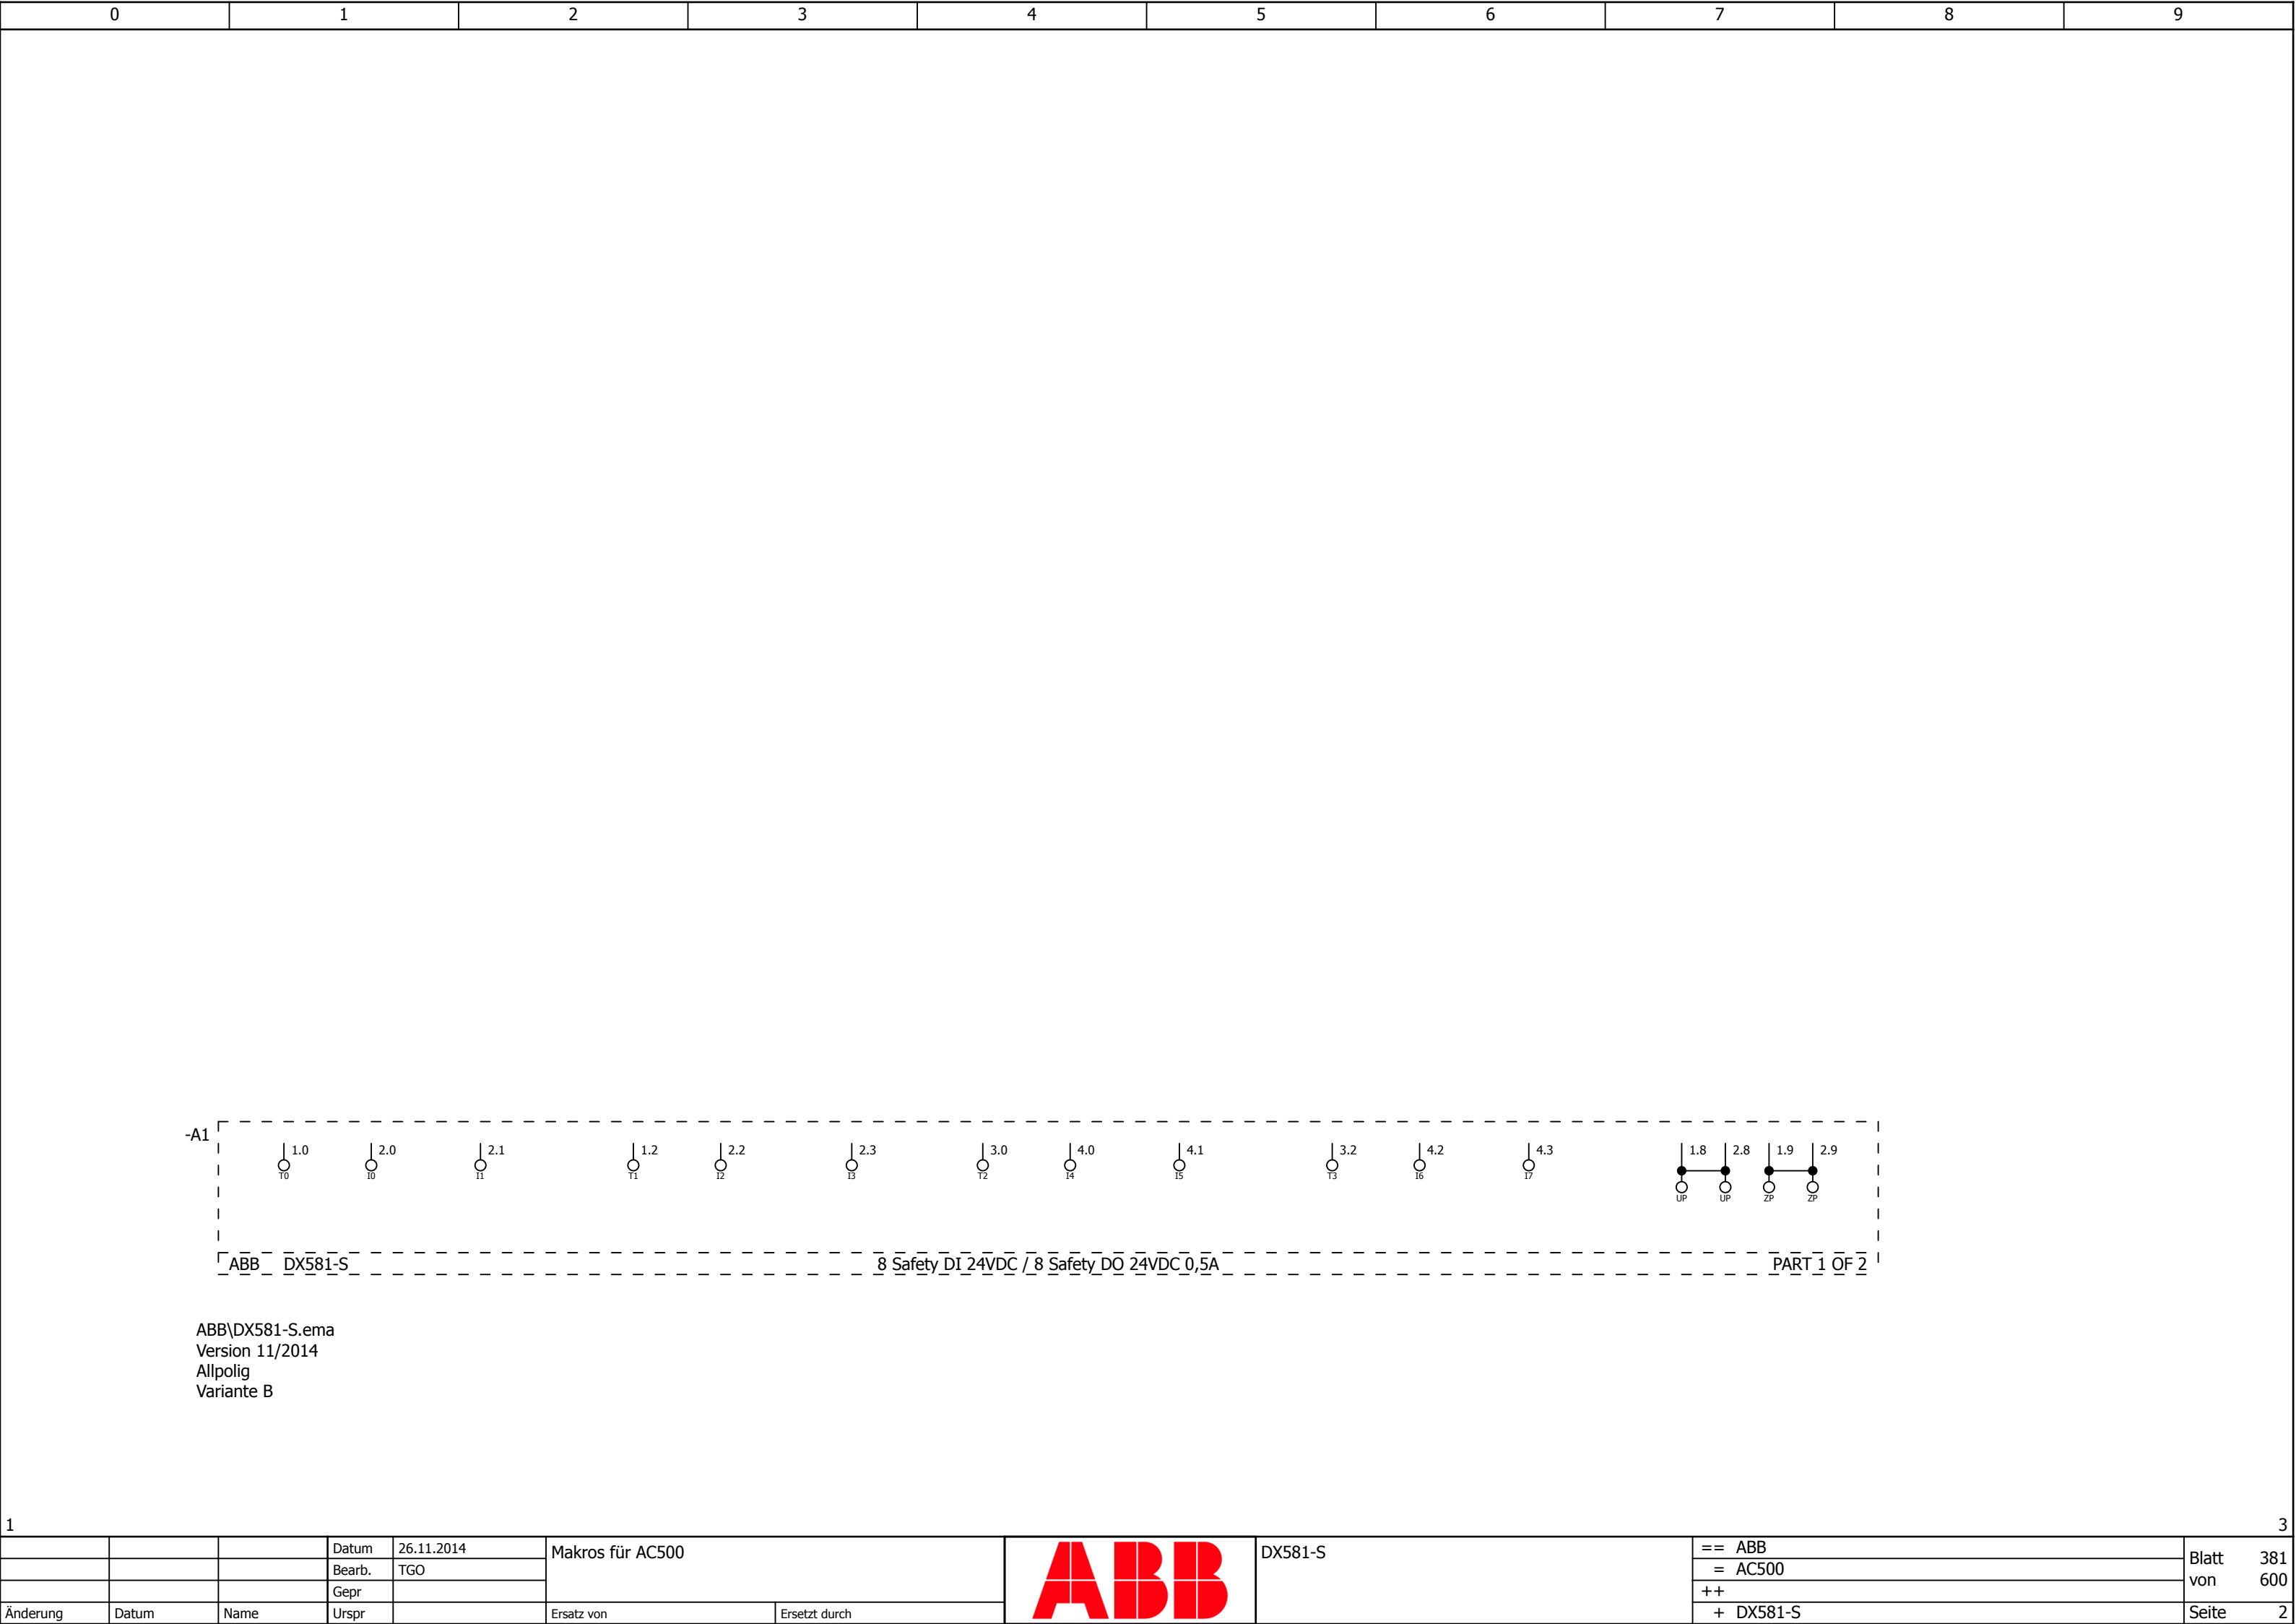 0 1 2 3 4 5 6 7 8 9
-A1
1.0 2.0 2.1 1.2 2.2 2.3 3.0 4.0 4.1 3.2 4.2 4.3 1.8 2.8 1.9 2.9
T0 I0 I1 T1 I2 I3 T2 I4 I5 T3 I6 I7 UP UP ZP ZP
ABB DX581-S 8 Safety DI 24VDC / 8 Safety DO 24VDC 0,5A PART 1 OF 2
ABB\DX581-S.ema
Version 11/2014
Allpolig
Variante B
1 3
Datum 26.11.2014 Makros für AC500 ABB DX581-S == ABB Blatt 381
Bearb. TGO = AC500 von 600
Gepr ++
Änderung Datum Name Urspr Ersatz von Ersetzt durch + DX581-S Seite 2